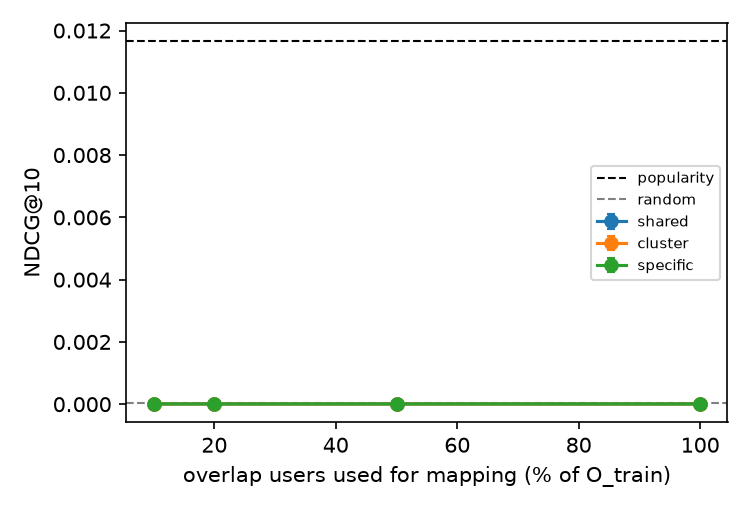 0.012
0.010
0.008
0.006
0.004
0.002
0.000
NDCG@10
popularity
random
shared
cluster
specific
20 40 60 80 100
overlap users used for mapping (% of O_train)